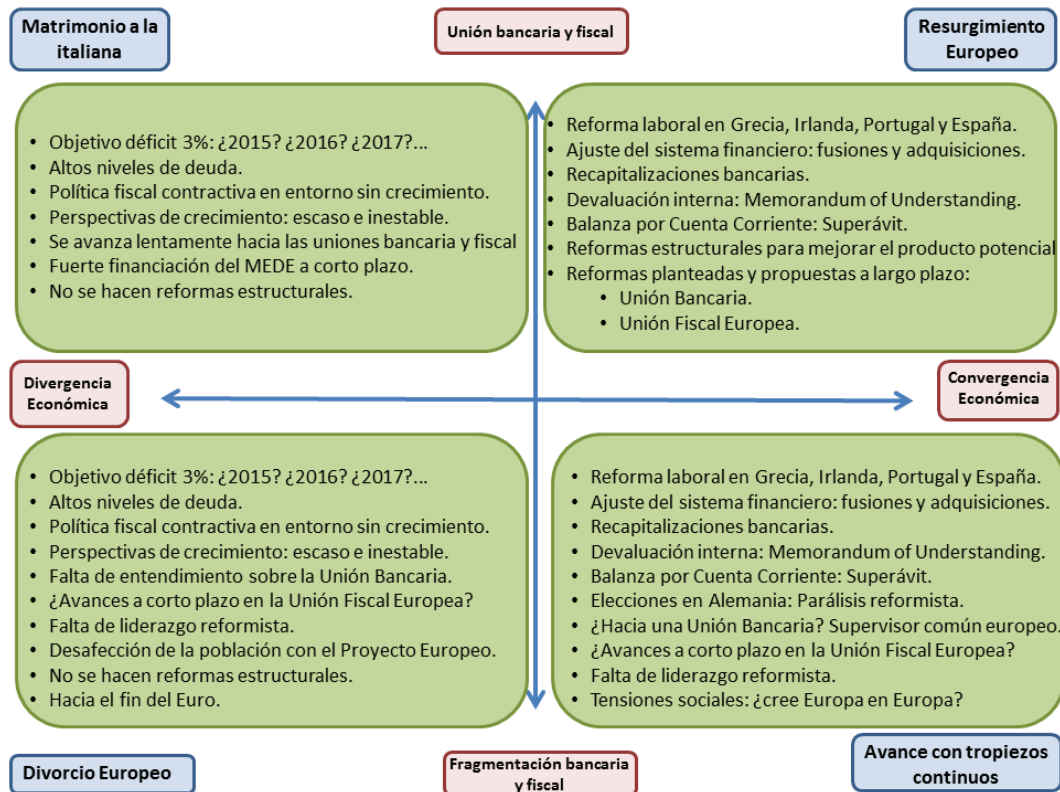 Matrimonio a la
italiana
Unión bancaria y fiscal
Resurgimiento
Europeo
• Objetivo déficit 3%: ¿2015? ¿2016? ¿2017?...
• Altos niveles de deuda.
• Política fiscal contractiva en entorno sin crecimiento.
• Perspectivas de crecimiento: escaso e inestable.
• Se avanza lentamente hacia las uniones bancaria y fiscal
• Fuerte financiación del MEDE a corto plazo.
• No se hacen reformas estructurales.
• Reforma laboral en Grecia, Irlanda, Portugal y España.
• Ajuste del sistema financiero: fusiones y adquisiciones.
• Recapitalizaciones bancarias.
• Devaluación interna: Memorandum of Understanding.
• Balanza por Cuenta Corriente: Superávit.
• Reformas estructurales para mejorar el producto potencial
• Reformas planteadas y propuestas a largo plazo:
• Unión Bancaria.
• Unión Fiscal Europea.
Divergencia
Económica
Convergencia
Económica
• Objetivo déficit 3%: ¿2015? ¿2016? ¿2017?...
• Altos niveles de deuda.
• Política fiscal contractiva en entorno sin crecimiento.
• Perspectivas de crecimiento: escaso e inestable.
• Falta de entendimiento sobre la Unión Bancaria.
• ¿Avances a corto plazo en la Unión Fiscal Europea?
• Falta de liderazgo reformista.
• Desafección de la población con el Proyecto Europeo.
• No se hacen reformas estructurales.
• Hacia el fin del Euro.
• Reforma laboral en Grecia, Irlanda, Portugal y España.
• Ajuste del sistema financiero: fusiones y adquisiciones.
• Recapitalizaciones bancarias.
• Devaluación interna: Memorandum of Understanding.
• Balanza por Cuenta Corriente: Superávit.
• Elecciones en Alemania: Parálisis reformista.
• ¿Hacia una Unión Bancaria? Supervisor común europeo.
• ¿Avances a corto plazo en la Unión Fiscal Europea?
• Falta de liderazgo reformista.
• Tensiones sociales: ¿cree Europa en Europa?
Divorcio Europeo
Fragmentación bancaria
y fiscal
Avance con tropiezos
continuos